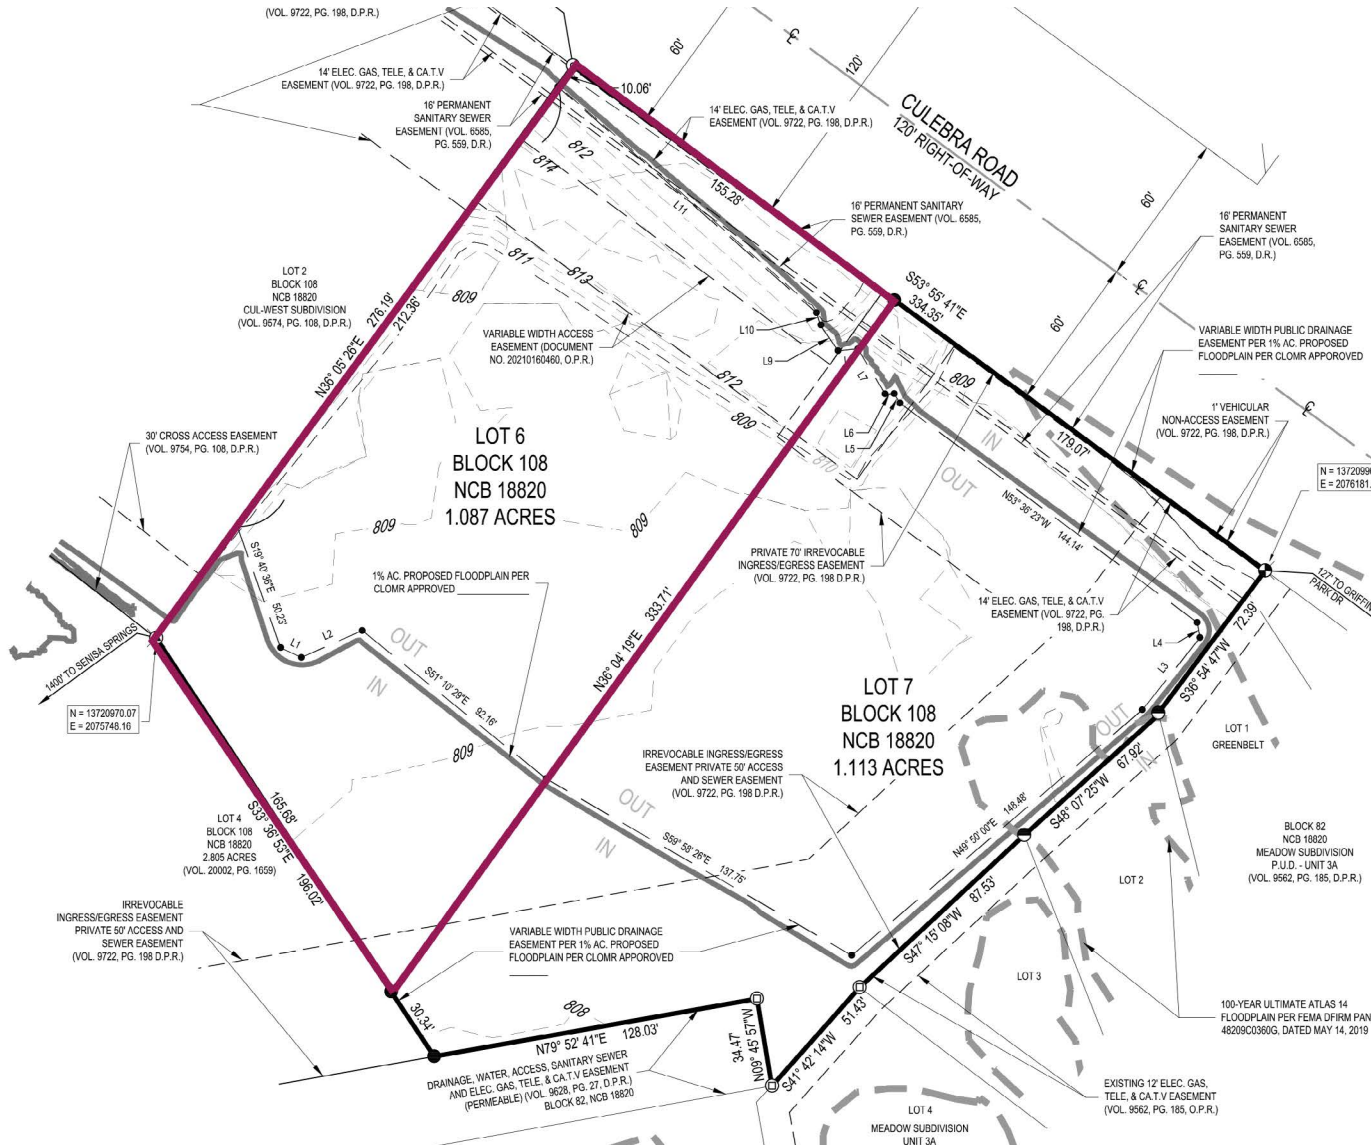 (VOL. 9722, PG. 198, D.P.R.)
14' ELEC. GAS, TELE, & CA.T.V
EASEMENT (VOL. 9722, PG. 198, D.P.R.)
16' PERMANENT
SANITARY SEWER
EASEMENT (VOL. 6585,
PG. 559, D.R.)
10.06'
60'
120'
℄
CULEBRA ROAD
120' RIGHT-OF-WAY
14' ELEC. GAS, TELE, & CA.T.V
EASEMENT (VOL. 9722, PG. 198, D.P.R.)
812
814
155.28'
L11
60'
16' PERMANENT SANITARY
SEWER EASEMENT (VOL. 6585,
PG. 559, D.R.)
16' PERMANENT
SANITARY SEWER
EASEMENT (VOL. 6585,
PG. 559, D.R.)
℄
811
813
809
LOT 2
BLOCK 108
NCB 18820
CUL-WEST SUBDIVISION
(VOL. 9574, PG. 108, D.P.R.)
276.19'
N36° 05' 26"E
212.36'
S53° 55' 41"E
334.35'
60'
VARIABLE WIDTH ACCESS
EASEMENT (DOCUMENT
NO. 20210160460, O.P.R.)
L10
L9
L7
L6
L5
VARIABLE WIDTH PUBLIC DRAINAGE
EASEMENT PER 1% AC. PROPOSED
FLOODPLAIN PER CLOMR APPOROVED
812
809
809
810
℄
1' VEHICULAR
NON-ACCESS EASEMENT
(VOL. 9722, PG. 198, D.P.R.)
179.07'
IN
OUT
30' CROSS ACCESS EASEMENT
(VOL. 9754, PG. 108, D.P.R.)
LOT 6
BLOCK 108
NCB 18820
1.087 ACRES
809
809
N53° 36' 23"W
144.14'
N = 1372099
E = 2076181.
S19° 40' 36"E
50.23'
L1
L2
1% AC. PROPOSED FLOODPLAIN PER
CLOMR APPROVED
PRIVATE 70' IRREVOCABLE
INGRESS/EGRESS EASEMENT
(VOL. 9722, PG. 198 D.P.R.)
14' ELEC. GAS, TELE, & CA.T.V
EASEMENT (VOL. 9722, PG.
198, D.P.R.)
127' TO GRIFFIN
PARK DR
72.39'
S36° 54' 47"W
L4
L3
1400' TO SENISA SPRINGS
N = 13720970.07
E = 2075748.16
OUT
IN
S51° 10' 29"E
92.16'
809
333.71'
N36° 04' 19"E
LOT 7
BLOCK 108
NCB 18820
1.113 ACRES
OUT
IN
LOT 1
GREENBELT
67.92'
S48° 07' 25"W
IRREVOCABLE INGRESS/EGRESS
EASEMENT PRIVATE 50' ACCESS
AND SEWER EASEMENT
(VOL. 9722, PG. 198 D.P.R.)
OUT
IN
S59° 58' 26"E
137.75'
N49° 50' 00"E
148.48'
LOT 4
BLOCK 108
NCB 18820
2.805 ACRES
(VOL. 20002, PG. 1659)
165.68'
S33° 36' 53"E
196.02'
BLOCK 82
NCB 18820
MEADOW SUBDIVISION
P.U.D. - UNIT 3A
(VOL. 9562, PG. 185, D.P.R.)
LOT 2
87.53'
S47° 15' 08"W
IRREVOCABLE
INGRESS/EGRESS EASEMENT
PRIVATE 50' ACCESS AND
SEWER EASEMENT
(VOL. 9722, PG. 198 D.P.R.)
VARIABLE WIDTH PUBLIC DRAINAGE
EASEMENT PER 1% AC. PROPOSED
FLOODPLAIN PER CLOMR APPOROVED
LOT 3
30.34'
808
N79° 52' 41"E
128.03'
34.47
N09° 45' 57"W
51.43'
S41° 42' 14"W
100-YEAR ULTIMATE ATLAS 14
FLOODPLAIN PER FEMA DFIRM PAN
48209C0360G, DATED MAY 14, 2019
DRAINAGE, WATER, ACCESS, SANITARY SEWER
AND ELEC. GAS, TELE, & CA.T.V EASEMENT
(PERMEABLE) (VOL. 9628, PG. 27, D.P.R.)
BLOCK 82, NCB 18820
EXISTING 12' ELEC. GAS,
TELE, & CA.T.V EASEMENT
(VOL. 9562, PG. 185, O.P.R.)
LOT 4
MEADOW SUBDIVISION
UNIT 3A